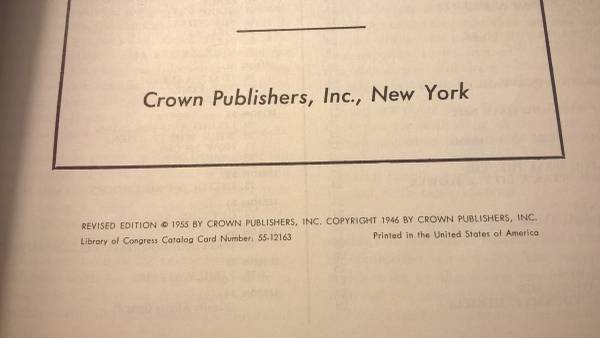 Crown Publishers, Inc., New York
REVISED EDITION © 1955 BY CROWN PUBLISHERS, INC. COPYRIGHT 1946 BY CROWN PUBLISHERS, INC.
Library of Congress Catalog Card Number: 55-12163 Printed in the United States of America